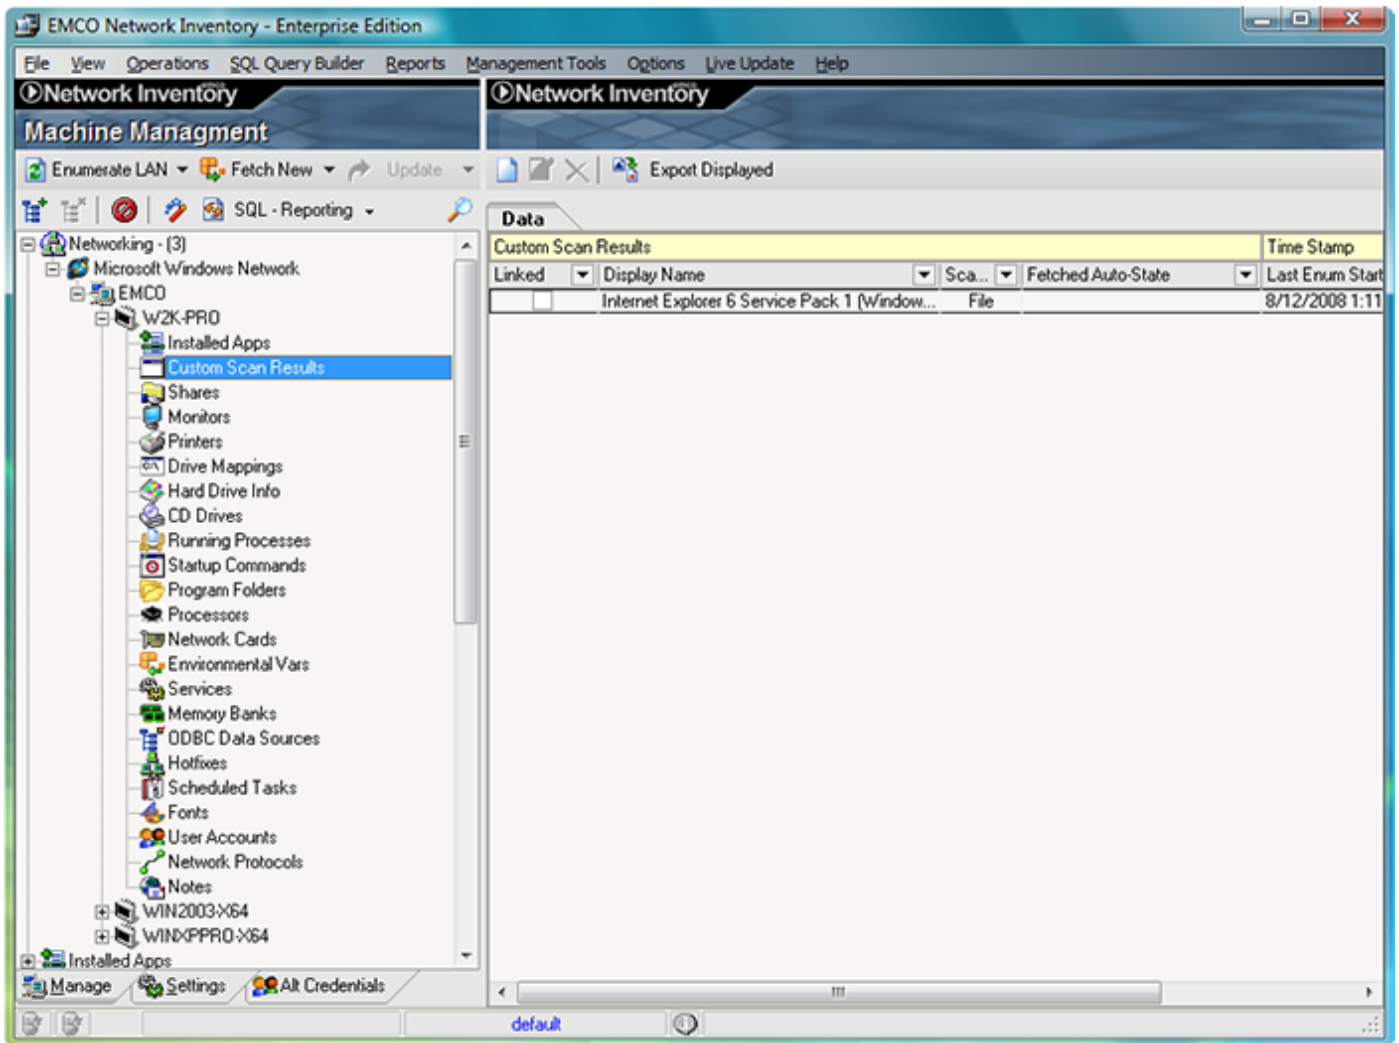 EMCO Network Inventory - Enterprise Edition
File View Operations SQL Query Builder Reports Management Tools Options Live Update Help
Network Inventory
Machine Managment
Network Inventory
Enumerate LAN Fetch New Update
Export Displayed
SQL - Reporting
Data
Networking - (3)
Microsoft Windows Network
EMCO
W2K-PRO
Installed Apps
Custom Scan Results
Shares
Monitors
Printers
Drive Mappings
Hard Drive Info
CD Drives
Running Processes
Startup Commands
Program Folders
Processors
Network Cards
Environmental Vars
Services
Memory Banks
ODBC Data Sources
Hotfixes
Scheduled Tasks
Fonts
User Accounts
Network Protocols
Notes
WIN2003-X64
WINXPPRO-X64
Installed Apps
Custom Scan Results Time Stamp
Linked Display Name Sca... Fetched Auto-State Last Enum Start
Internet Explorer 6 Service Pack 1 (Window... File 8/12/2008 1:11
Manage Settings Alt Credentials
default